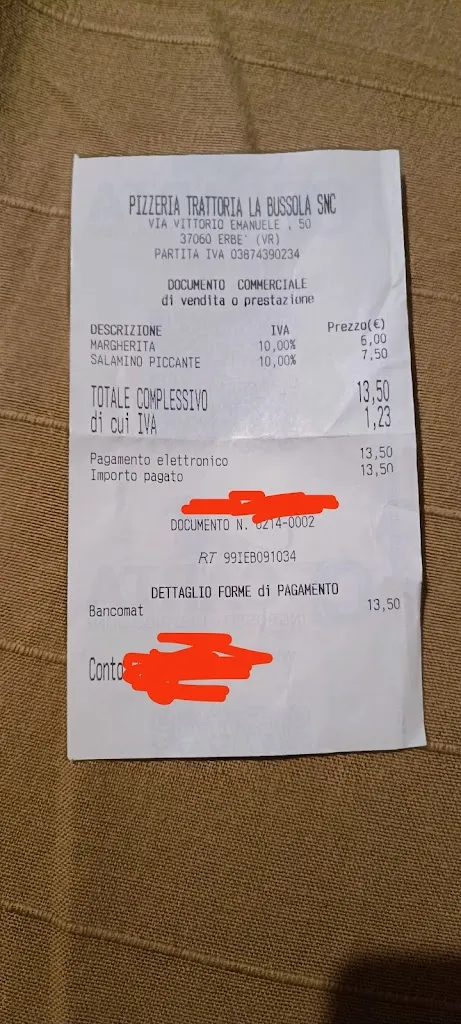 PIZZERIA TRATTORIA LA BUSSOLA SNC
VIA VITTORIO EMANUELE , 50
37060 ERBE' (VR)
PARTITA IVA 03874390234
DOCUMENTO COMMERCIALE
di vendita o prestazione
DESCRIZIONE IVA Prezzo(€)
MARGHERITA 10,00% 6,00
SALAMINO PICCANTE 10,00% 7,50
TOTALE COMPLESSIVO 13,50
di cui IVA 1,23
Pagamento elettronico 13,50
Importo pagato 13,50
DOCUMENTO N. 0214-0002
RT 99IEB091034
DETTAGLIO FORME di PAGAMENTO
Bancomat 13,50
Conto